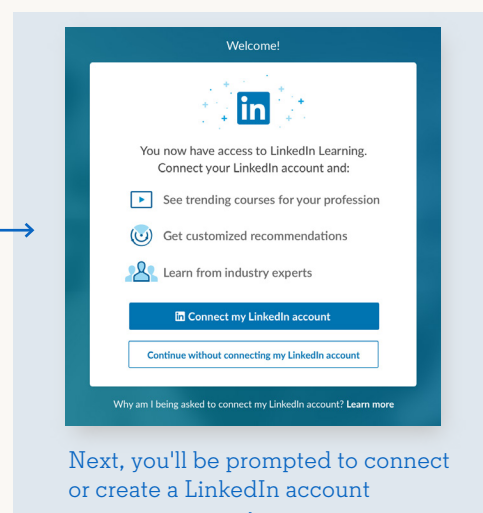 Welcome!
in
You now have access to LinkedIn Learning.
Connect your LinkedIn account and:
See trending courses for your profession
Get customized recommendations
Learn from industry experts
in Connect my LinkedIn account
Continue without connecting my LinkedIn account
Why am I being asked to connect my LinkedIn account? Learn more
Next, you'll be prompted to connect
or create a LinkedIn account